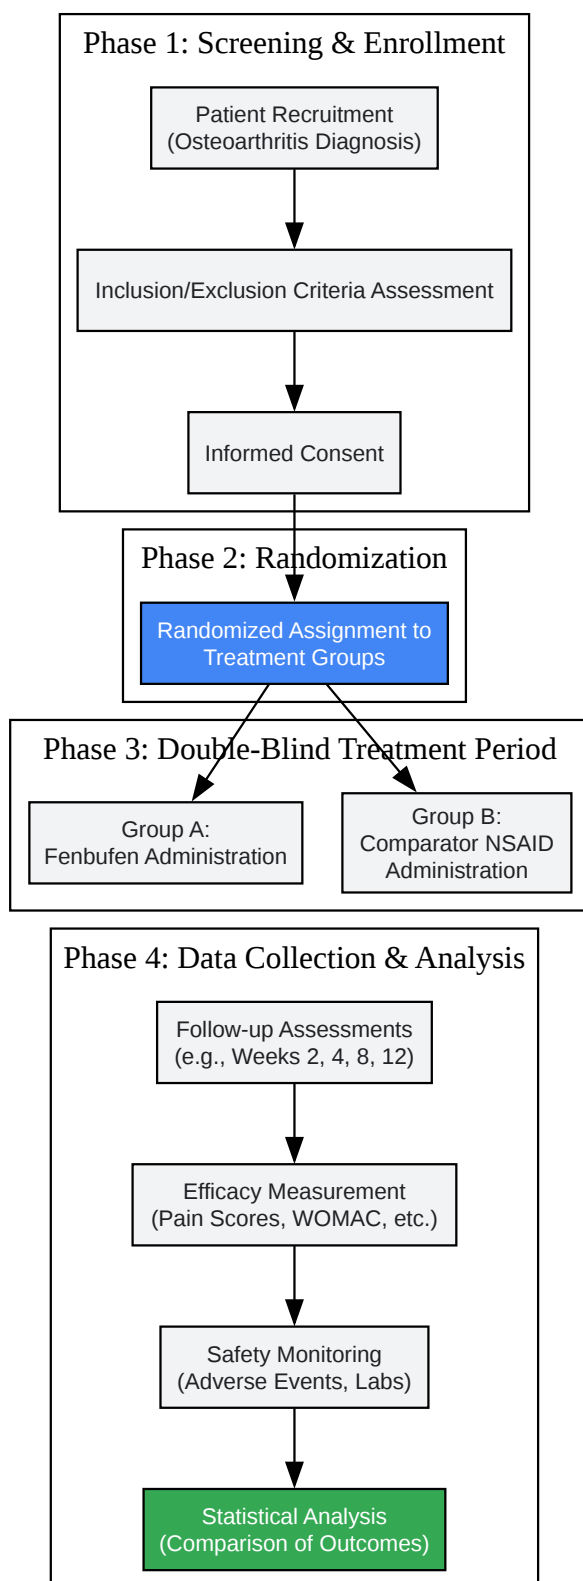 Phase 1: Screening & Enrollment
Patient Recruitment
(Osteoarthritis Diagnosis)
Inclusion/Exclusion Criteria Assessment
Informed Consent
Phase 2: Randomization
Randomized Assignment to
Treatment Groups
Phase 3: Double-Blind Treatment Period
Group A:
Fenbufen Administration
Group B:
Comparator NSAID
Administration
Phase 4: Data Collection & Analysis
Follow-up Assessments
(e.g., Weeks 2, 4, 8, 12)
Efficacy Measurement
(Pain Scores, WOMAC, etc.)
Safety Monitoring
(Adverse Events, Labs)
Statistical Analysis
(Comparison of Outcomes)